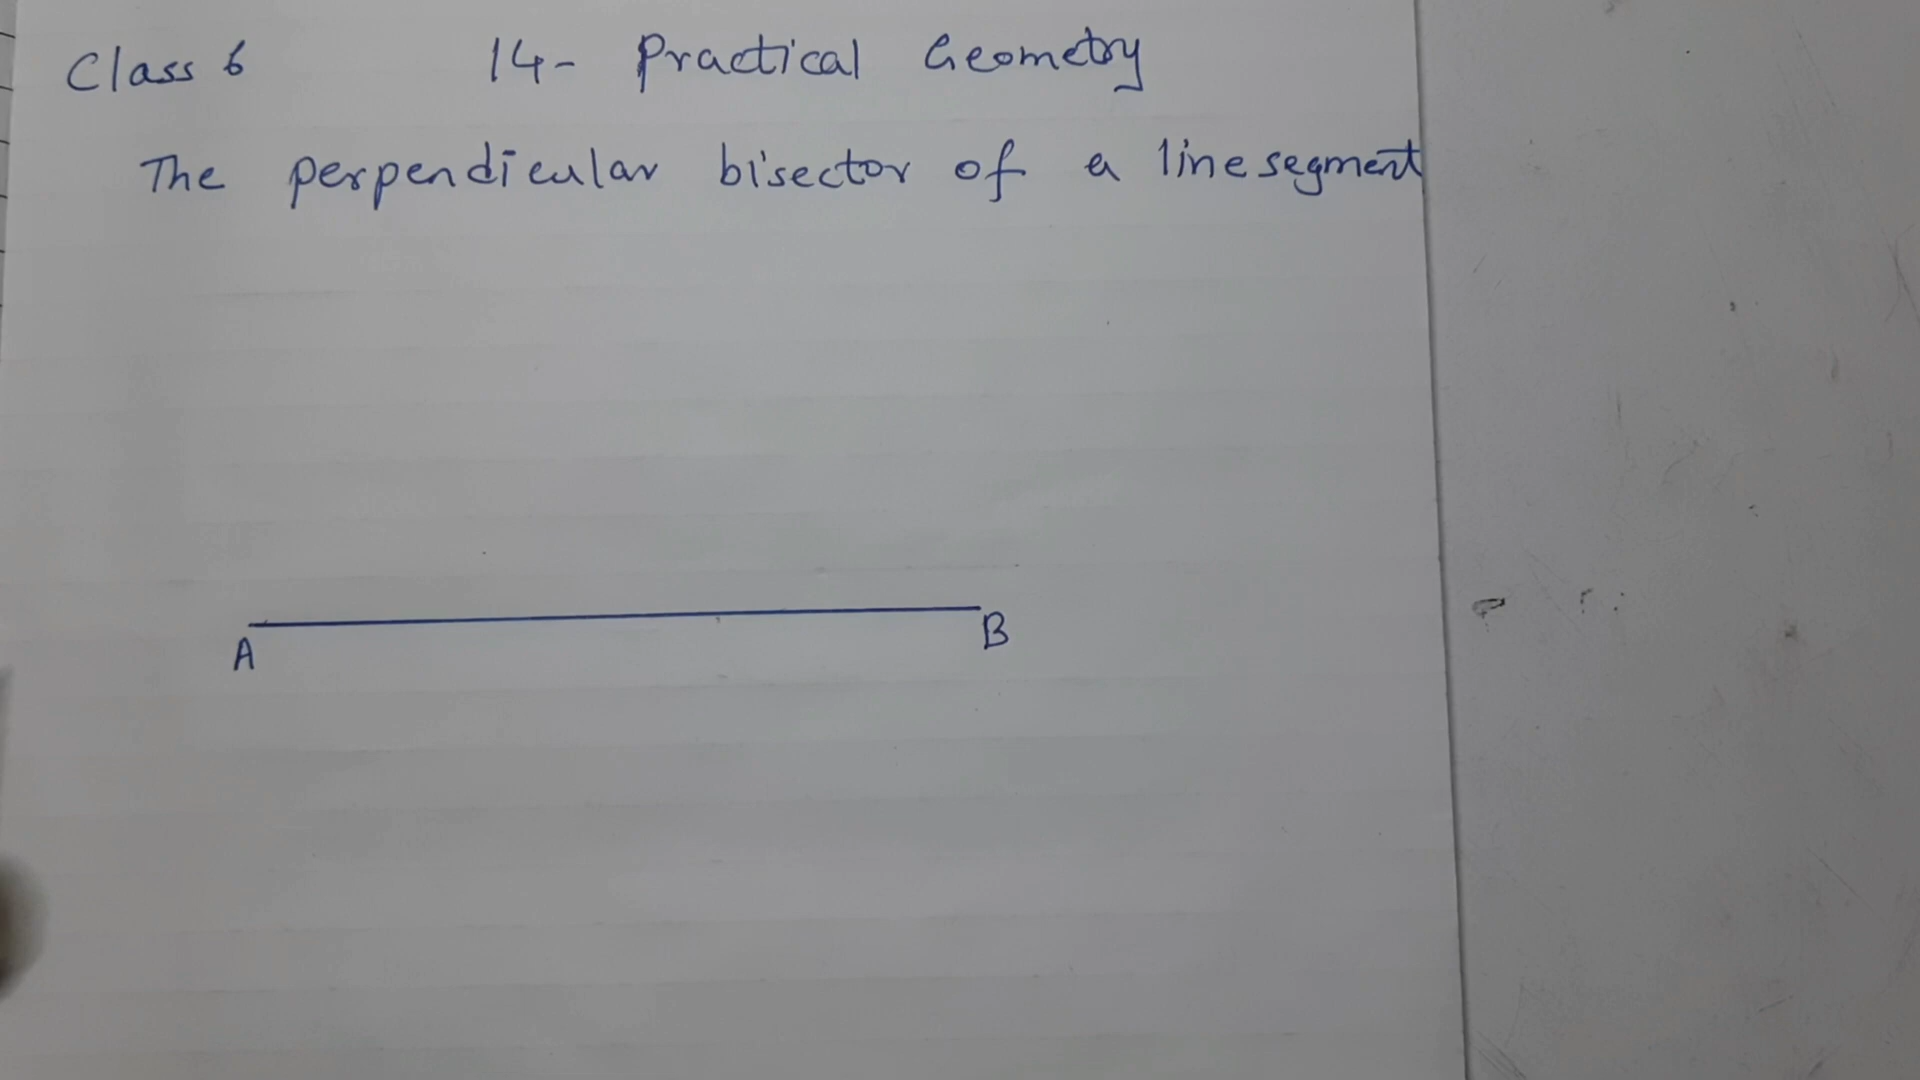 Class 6 14- Practical Geometry
The perpendicular bisector of a line segment
A B